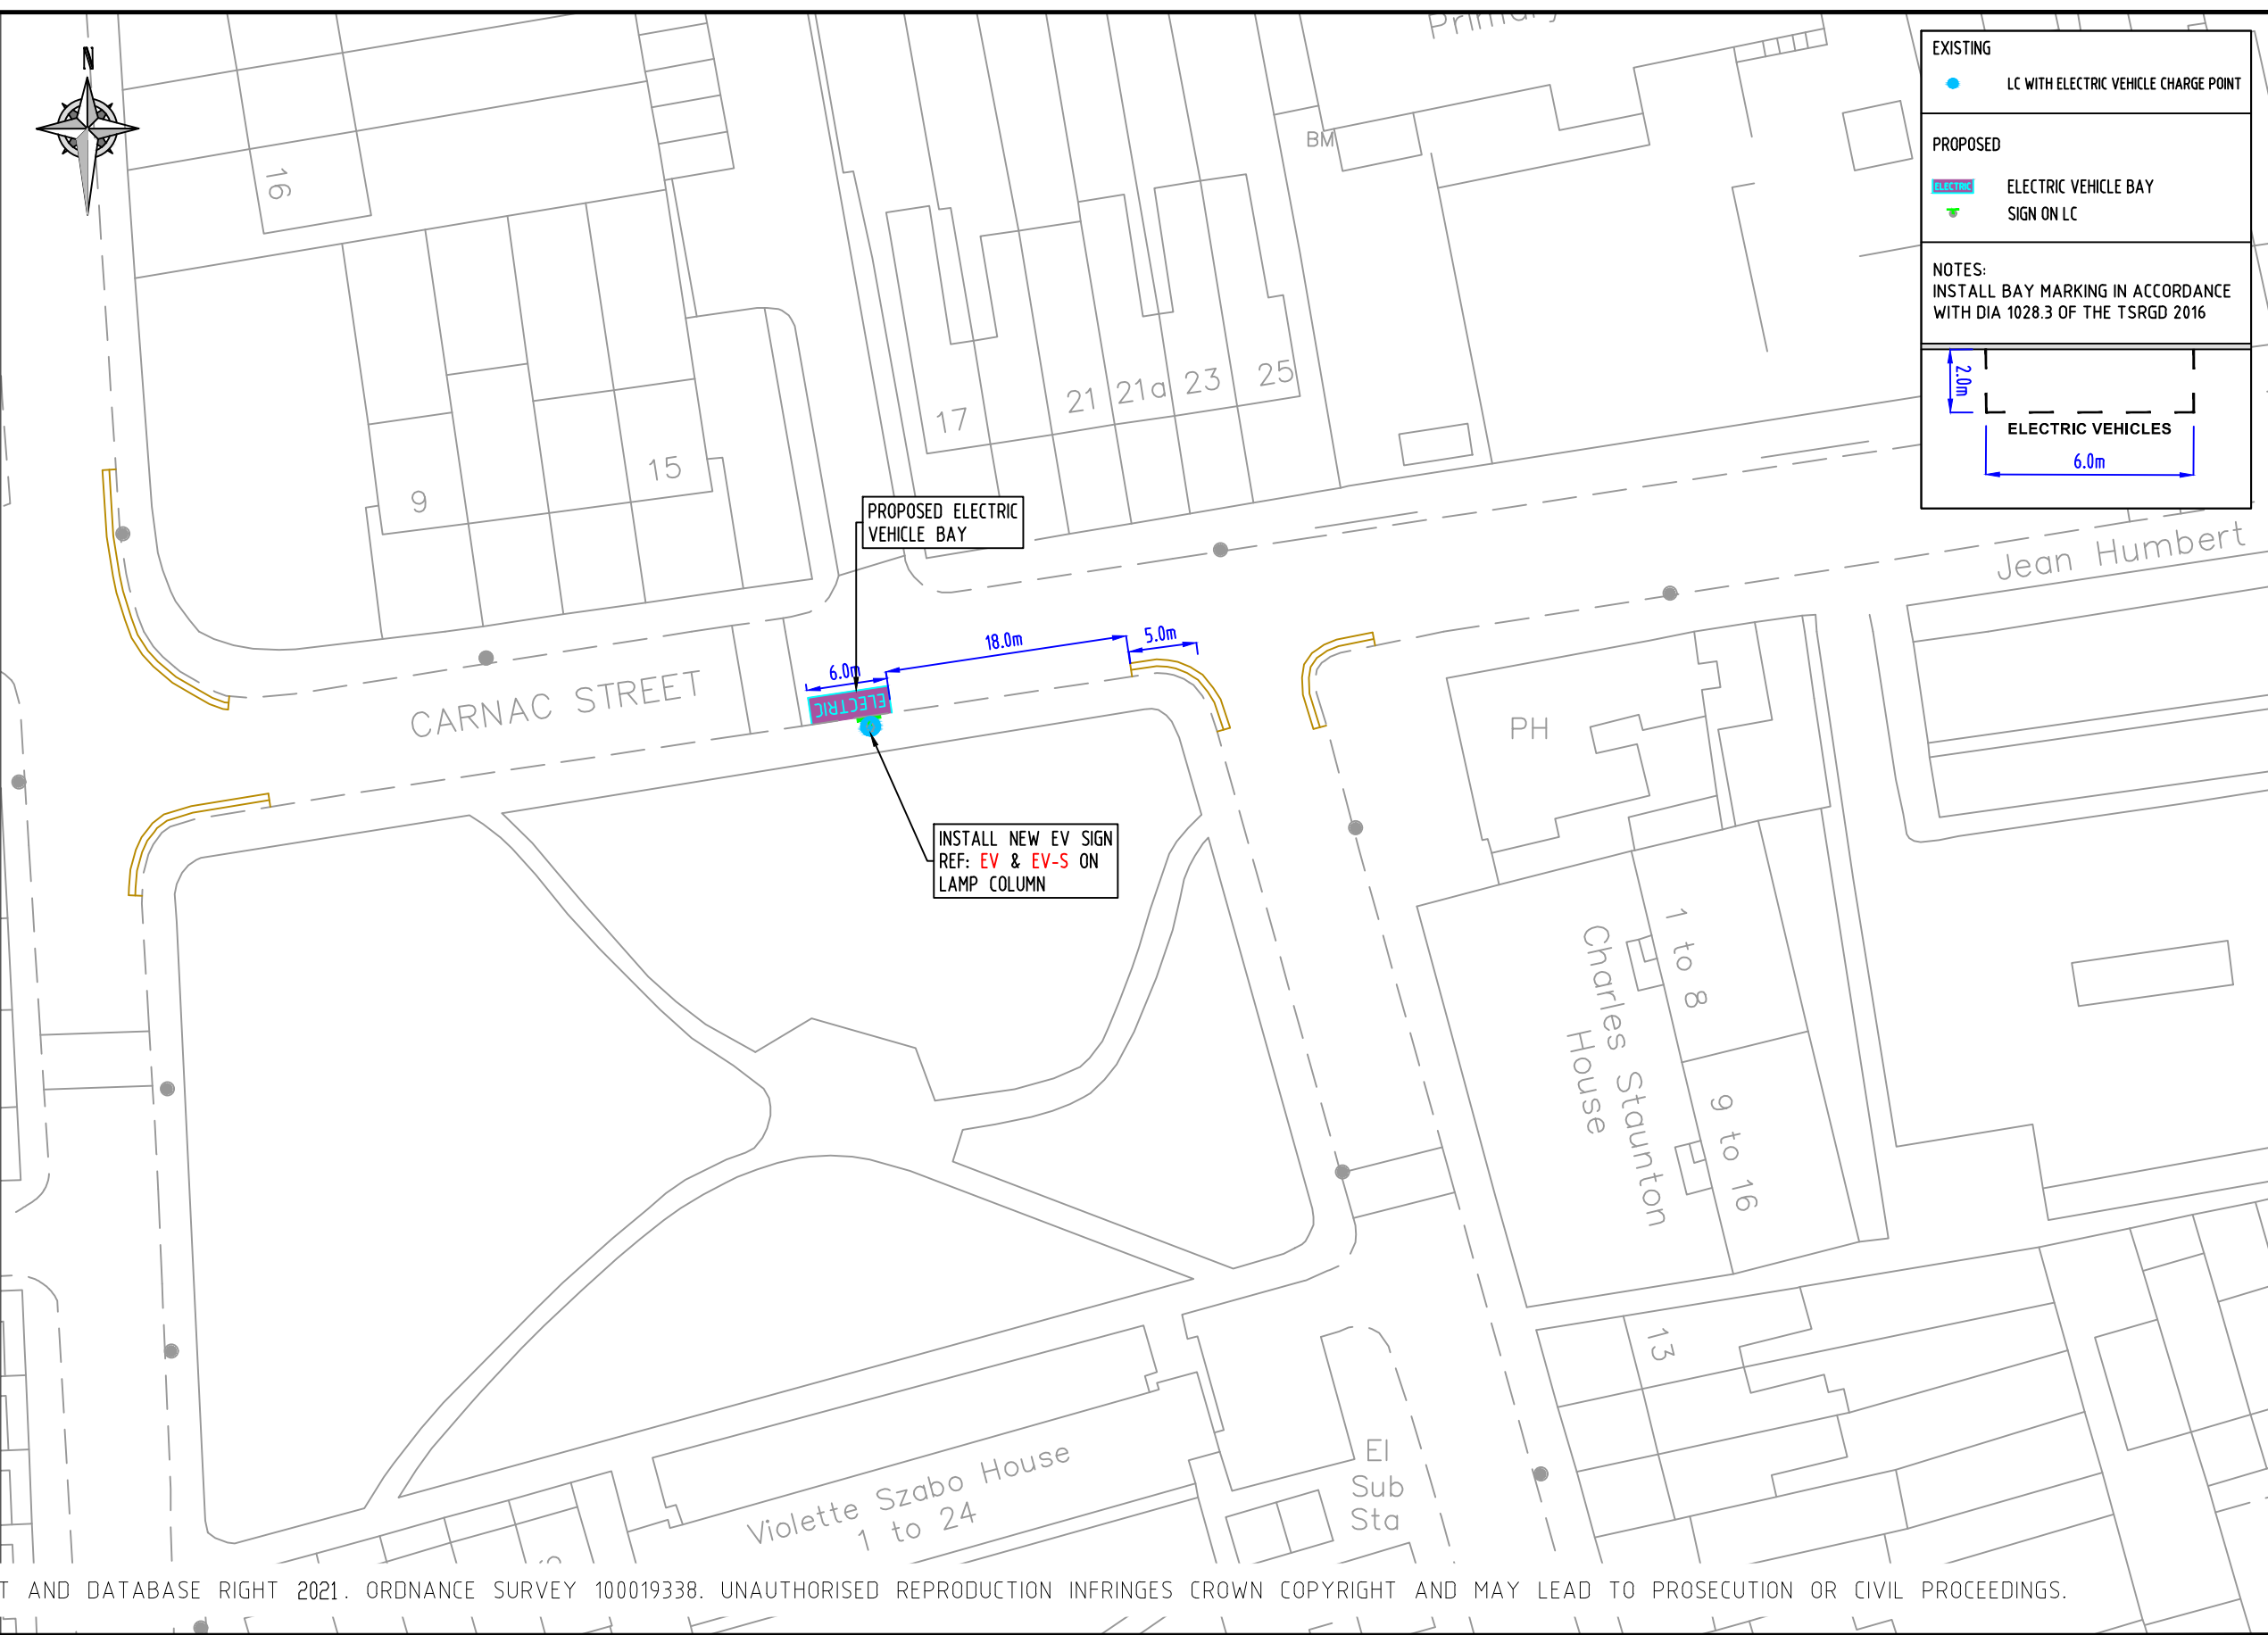 N
Primary
EXISTING
LC WITH ELECTRIC VEHICLE CHARGE POINT
PROPOSED
ELECTRIC
ELECTRIC VEHICLE BAY
SIGN ON LC
NOTES:
INSTALL BAY MARKING IN ACCORDANCE
WITH DIA 1028.3 OF THE TSRGD 2016
2.0m
ELECTRIC VEHICLES
6.0m
BM
16
17
21
21a
23
25
9
15
PROPOSED ELECTRIC
VEHICLE BAY
Jean Humbert
CARNAC STREET
18.0m
5.0m
6.0m
ELECTRIC
PH
INSTALL NEW EV SIGN
REF: EV & EV-S ON
LAMP COLUMN
Charles Staunton
House
1 to 8
9 to 16
13
Violette Szabo House
1 to 24
El
Sub
Sta
T AND DATABASE RIGHT 2021. ORDNANCE SURVEY 100019338. UNAUTHORISED REPRODUCTION INFRINGES CROWN COPYRIGHT AND MAY LEAD TO PROSECUTION OR CIVIL PROCEEDINGS.